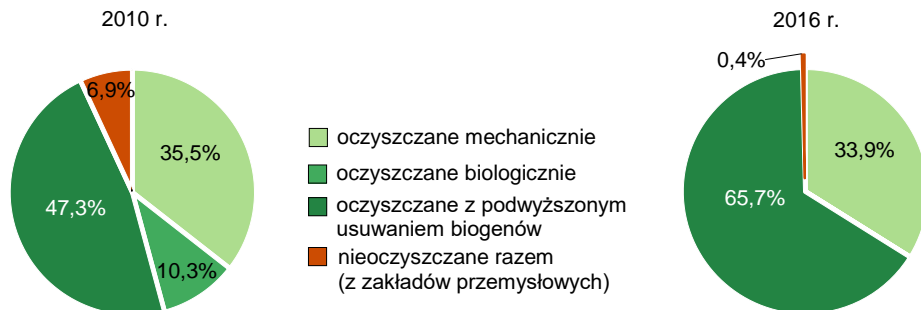 2010 r.
6,9%
35,5%
47,3%
10,3%
oczyszczane mechanicznie
oczyszczane biologicznie
oczyszczane z podwyższonym
usuwaniem biogenów
nieoczyszczane razem
(z zakładów przemysłowych)
2016 r.
0,4%
33,9%
65,7%